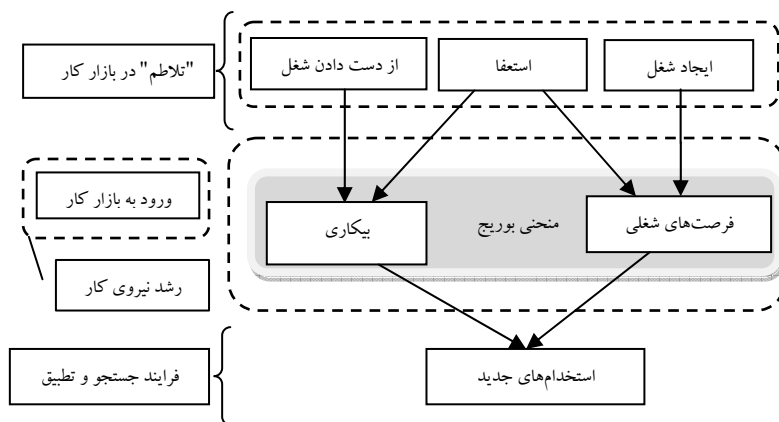 ایجاد شغل
استعفا
از دست دادن شغل
"تلاطم" در بازار کار
ورود به بازار کار
فرصت‌های شغلی
منحنی بوریج
بیکاری
رشد نیروی کار
استخدام‌های جدید
فرایند جستجو و تطبیق